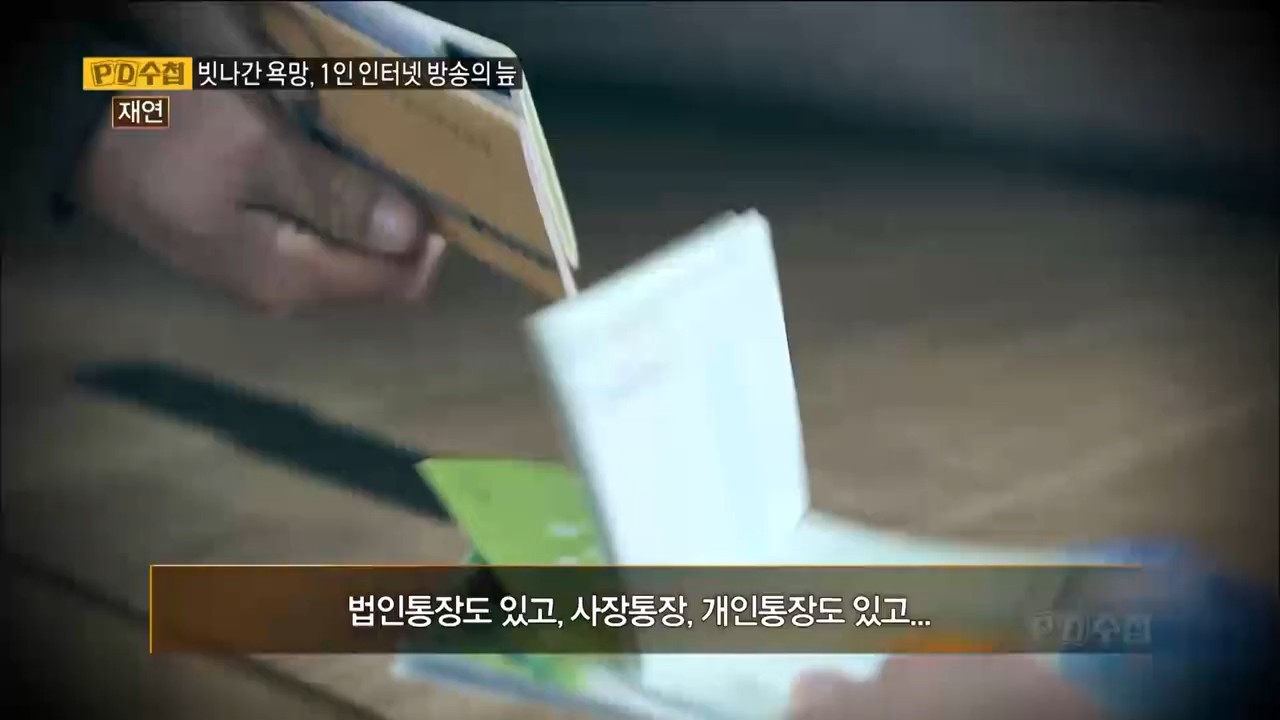 PD수첩 빗나간 욕망, 1인 인터넷 방송의 늪
재연
법인통장도 있고, 사장통장, 개인통장도 있고...
PD수첩